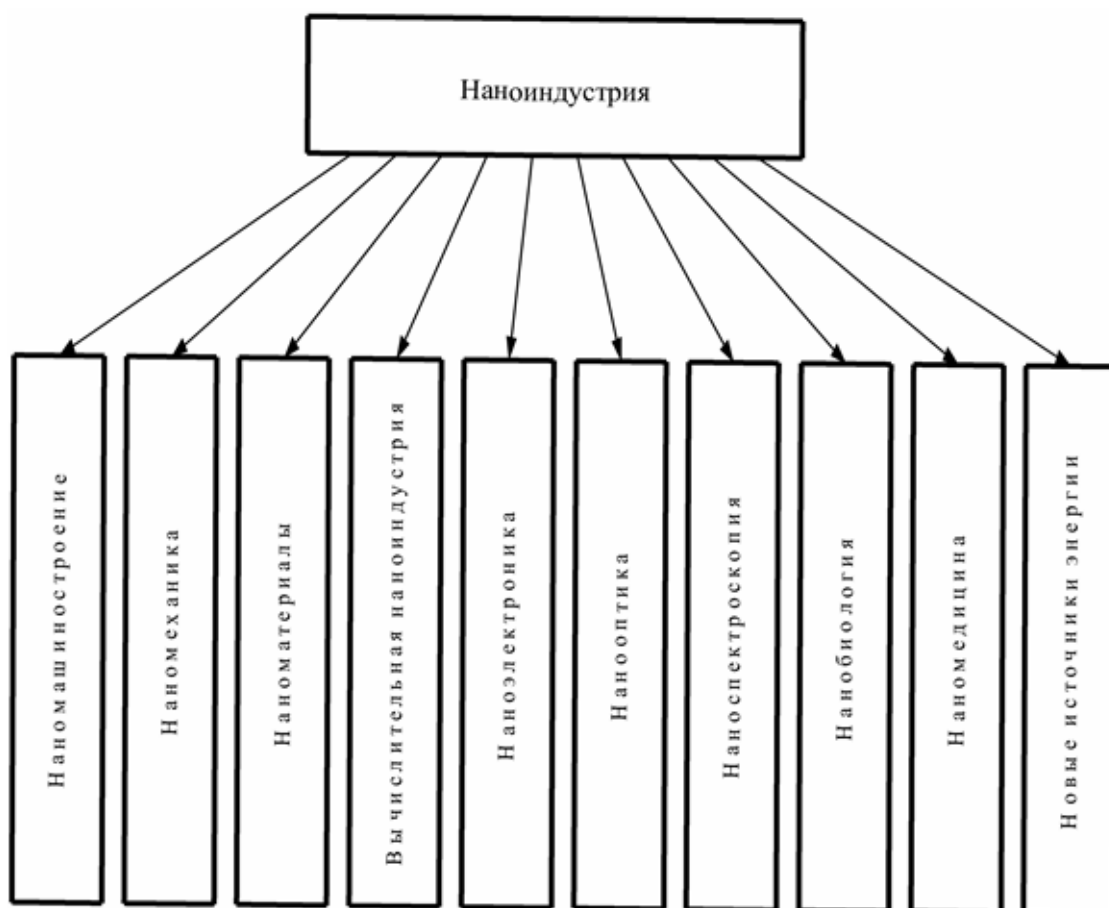 Наноиндустрия
Наномашиностроение
Наномеханика
Наноматериалы
Вычислительная наноиндустрия
Наноэлектроника
Нанооптика
Наноспектроскопия
Нанобиология
Наномедицина
Новые источники энергии